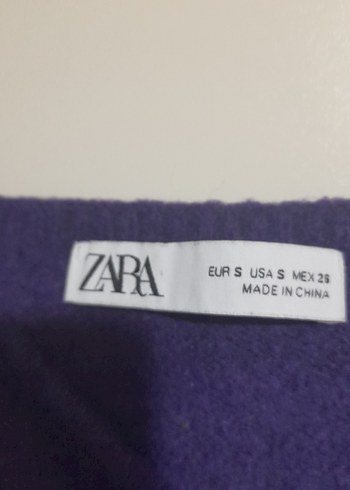 ZARA
EUR S USA S MEX 26
MADE IN CHINA